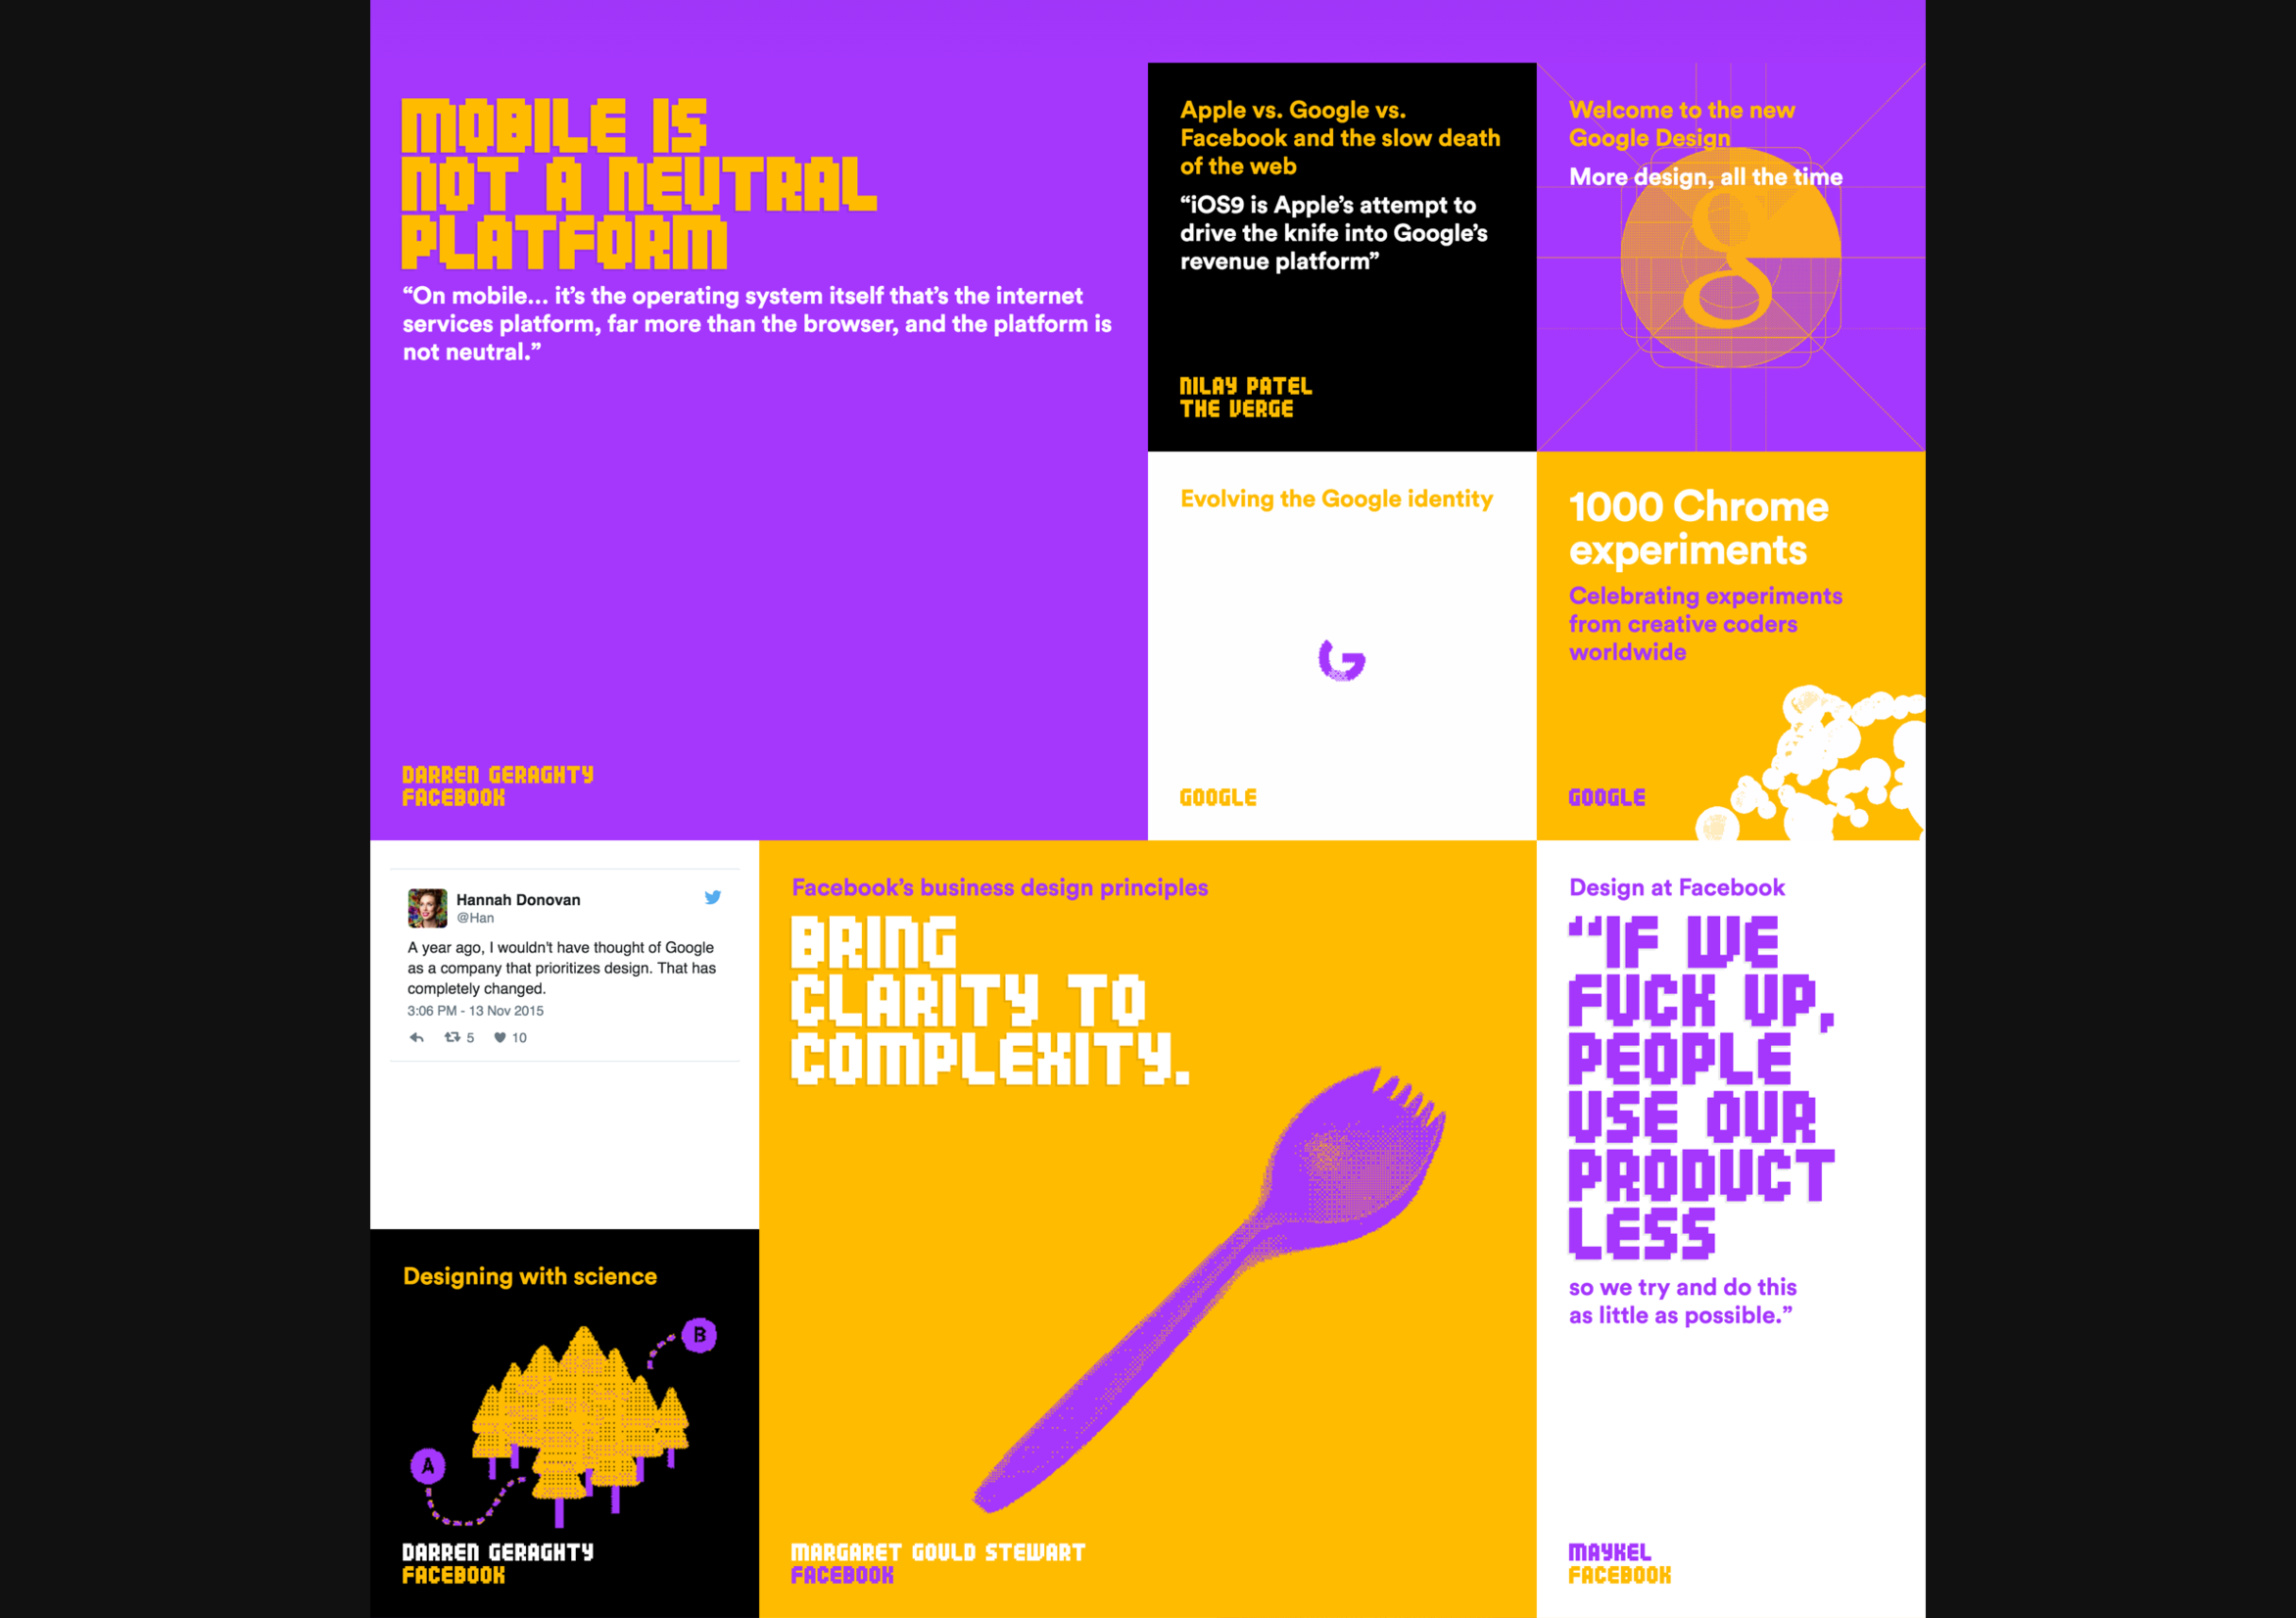 MOBILE IS
NOT A NEUTRAL
PLATFORM
“On mobile... it’s the operating system itself that’s the internet
services platform, far more than the browser, and the platform is
not neutral.”
DARREN GERAGHTY
FACEBOOK
Apple vs. Google vs.
Facebook and the slow death
of the web
“iOS9 is Apple’s attempt to
drive the knife into Google’s
revenue platform”
NILAY PATEL
THE VERGE
Welcome to the new
Google Design
More design, all the time
g
Evolving the Google identity
G
GOOGLE
1000 Chrome
experiments
Celebrating experiments
from creative coders
worldwide
GOOGLE
Hannah Donovan
@Han
A year ago, I wouldn't have thought of Google
as a company that prioritizes design. That has
completely changed.
3:06 PM - 13 Nov 2015
5 10
Designing with science
B
A
DARREN GERAGHTY
FACEBOOK
Facebook’s business design principles
BRING
CLARITY TO
COMPLEXITY.
MARGARET GOULD STEWART
FACEBOOK
Design at Facebook
“IF WE
FUCK UP,
PEOPLE
USE OUR
PRODUCT
LESS
so we try and do this
as little as possible.”
MAYKEL
FACEBOOK